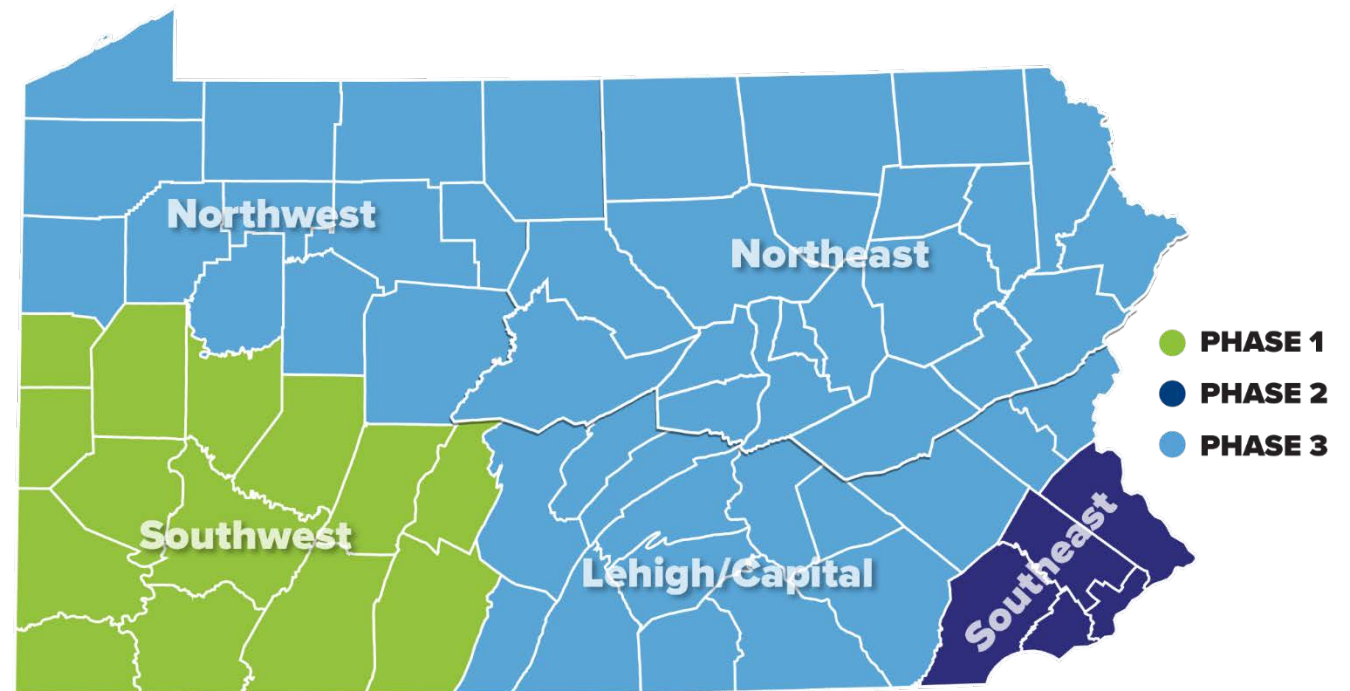 Northwest
Northeast
PHASE 1
PHASE 2
PHASE 3
Southwest
Lehigh/Capital
Southeast